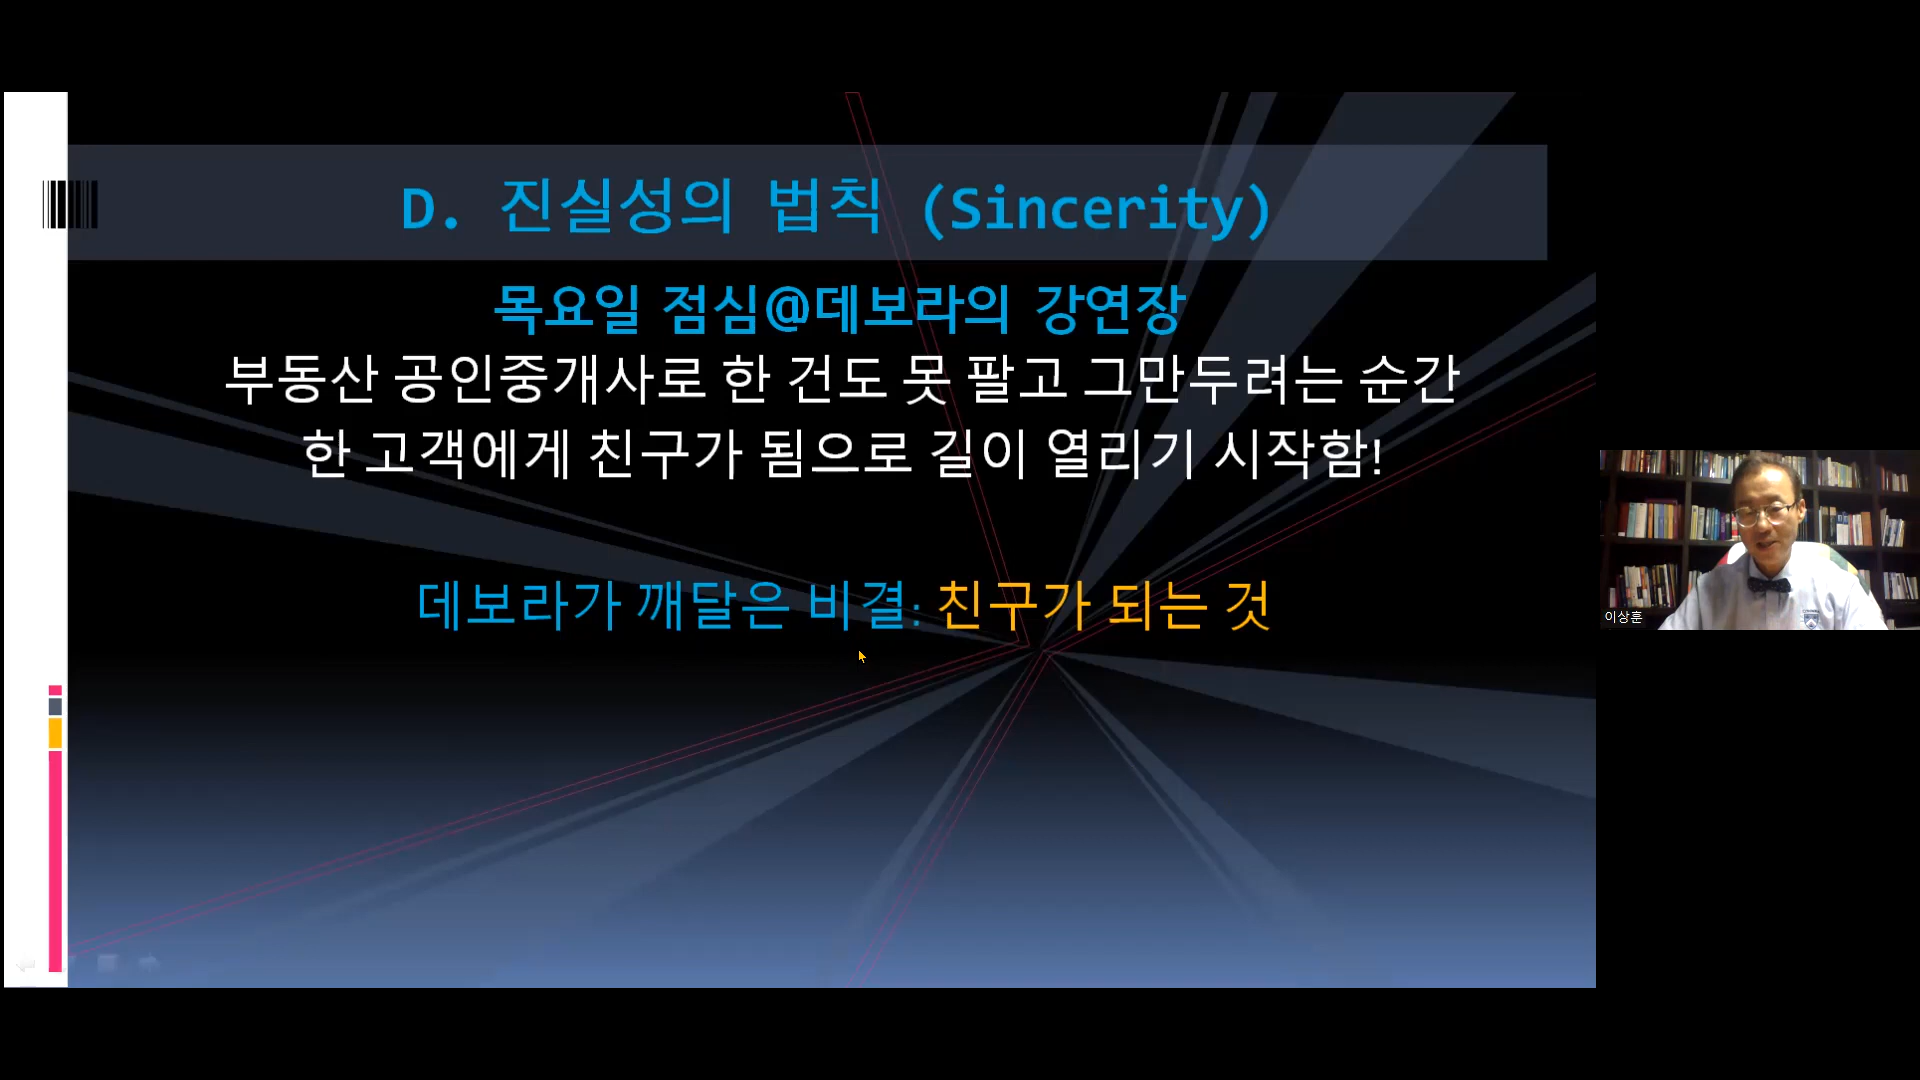 D. 진실성의 법칙 (Sincerity)
목요일 점심@데보라의 강연장
부동산 공인중개사로 한 건도 못 팔고 그만두려는 순간
한 고객에게 친구가 됨으로 길이 열리기 시작함!
데보라가 깨달은 비결: 친구가 되는 것
이상훈